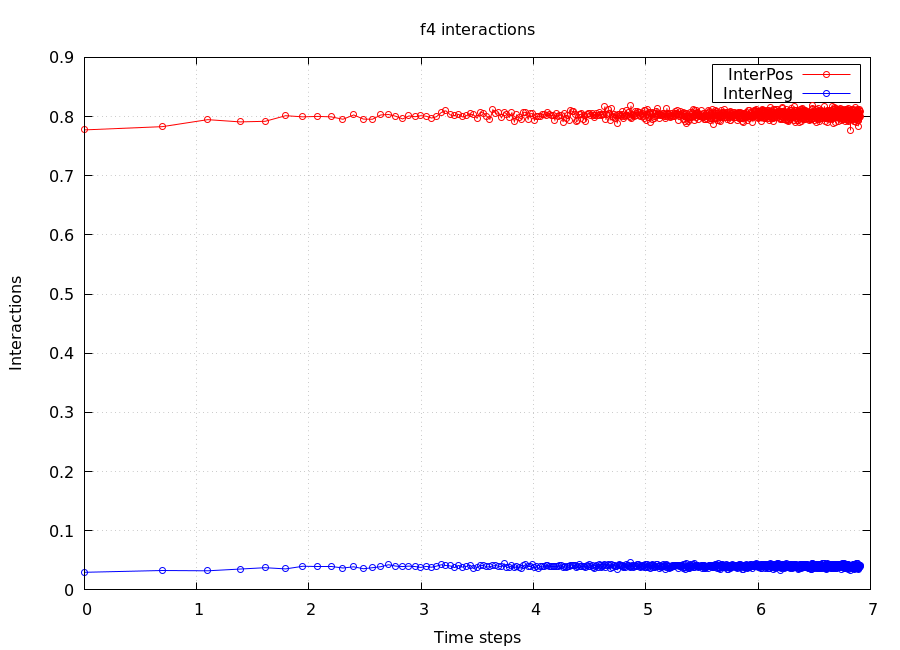 f4 interactions
InterPos
InterNeg
0.9
0.8
0.7
0.6
0.5
0.4
0.3
0.2
0.1
0
Interactions
0 1 2 3 4 5 6 7
Time steps